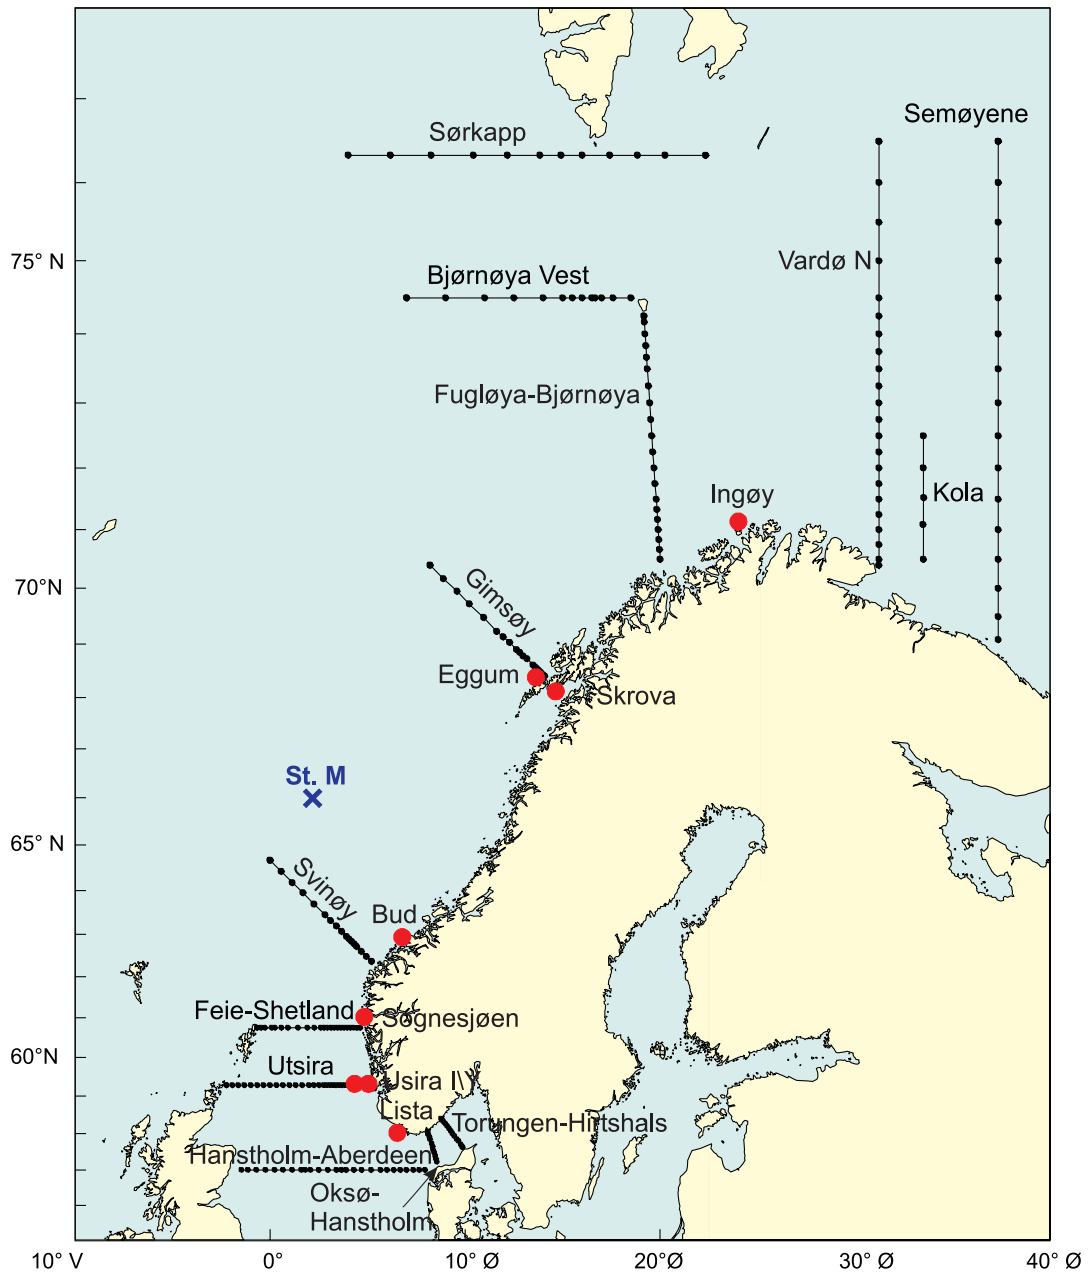 Semøyene
Sørkapp
75° N
Vardø N
Bjørnøya Vest
Fugløya-Bjørnøya
Ingøy
Kola
70°N
Gimsøy
Eggum
Skrova
St. M
65° N
Svinøy
Bud
Feie-Shetland
Sognesjøen
60°N
Utsira
Usira I\Y
Lista
Torungen-Hirtshals
Hanstholm-Aberdeen
Oksø-
Hanstholm
10° V
0°
10° Ø
20° Ø
30° Ø
40° Ø